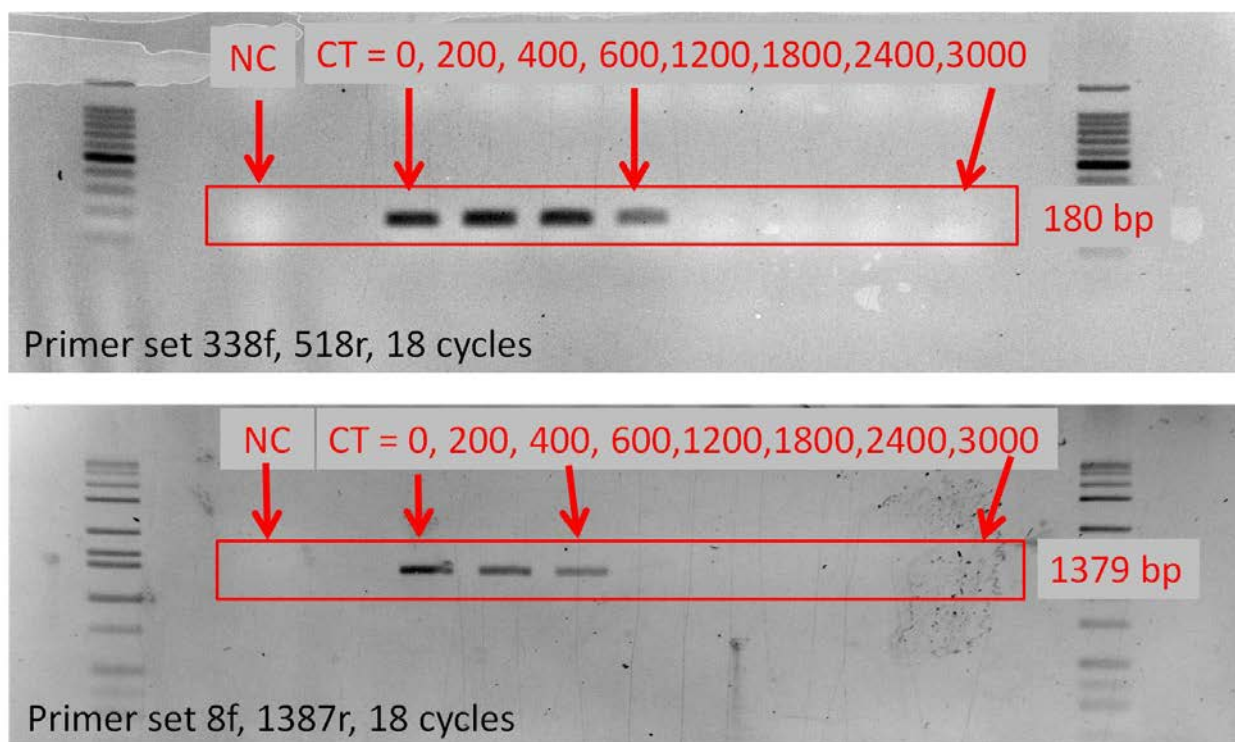 NC CT = 0, 200, 400, 600,1200,1800,2400,3000
180 bp
Primer set 338f, 518r, 18 cycles
NC CT = 0, 200, 400, 600,1200,1800,2400,3000
1379 bp
Primer set 8f, 1387r, 18 cycles